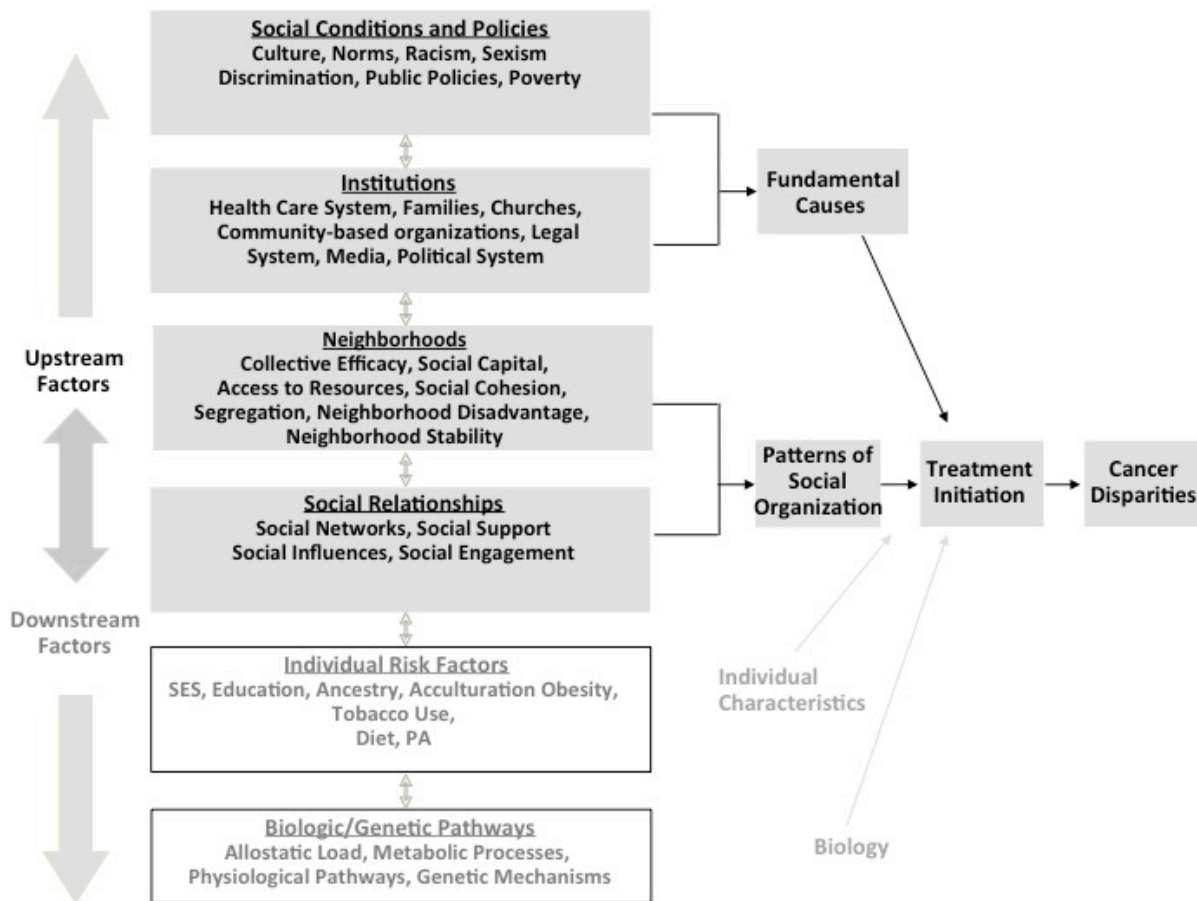 Social Conditions and Policies
Culture, Norms, Racism, Sexism
Discrimination, Public Policies, Poverty
Institutions
Health Care System, Families, Churches,
Community-based organizations, Legal
System, Media, Political System
Fundamental
Causes
Upstream
Factors
Neighborhoods
Collective Efficacy, Social Capital,
Access to Resources, Social Cohesion,
Segregation, Neighborhood Disadvantage,
Neighborhood Stability
Social Relationships
Social Networks, Social Support
Social Influences, Social Engagement
Patterns of
Social
Organization
Treatment
Initiation
Cancer
Disparities
Downstream
Factors
Individual Risk Factors
SES, Education, Ancestry, Acculturation Obesity,
Tobacco Use,
Diet, PA
Individual
Characteristics
Biologic/Genetic Pathways
Allostatic Load, Metabolic Processes,
Physiological Pathways, Genetic Mechanisms
Biology